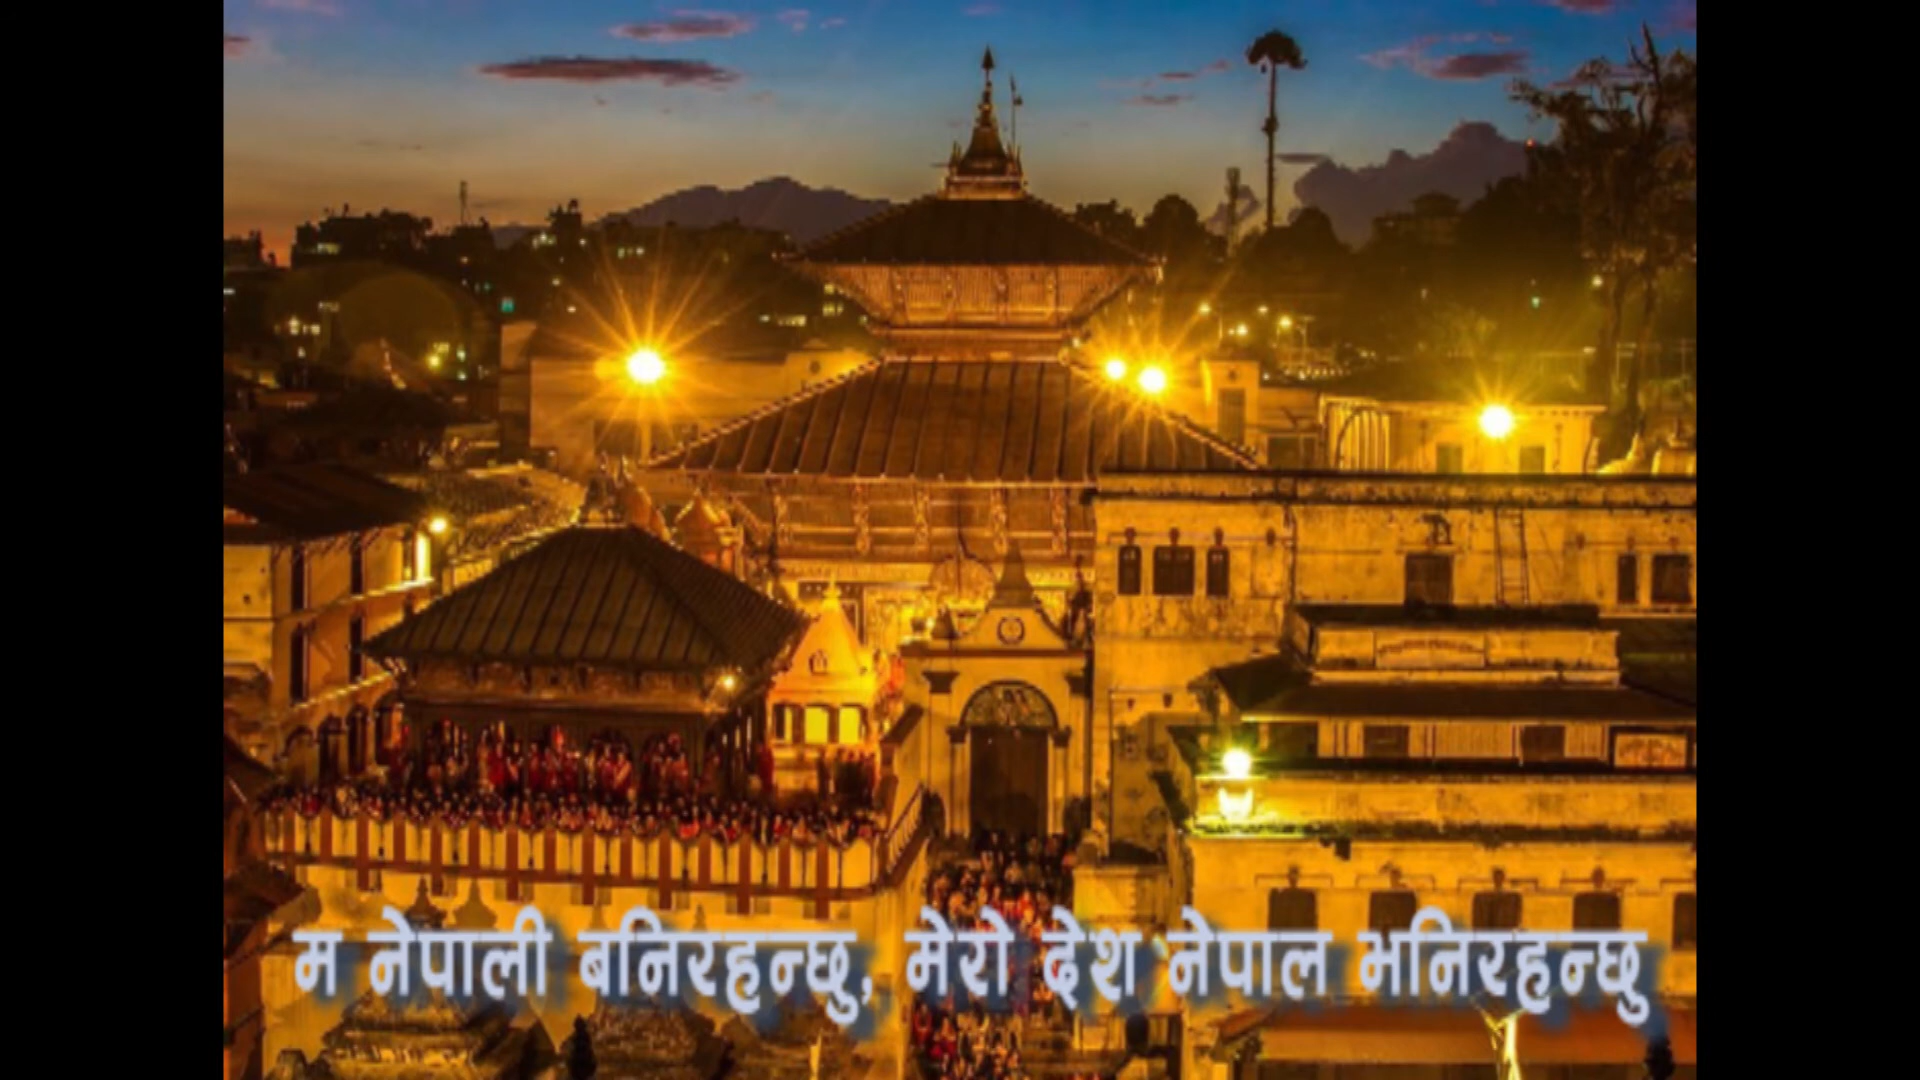 म नेपाली बनिरहन्छु, मेरो देश नेपाल भनिरहन्छु